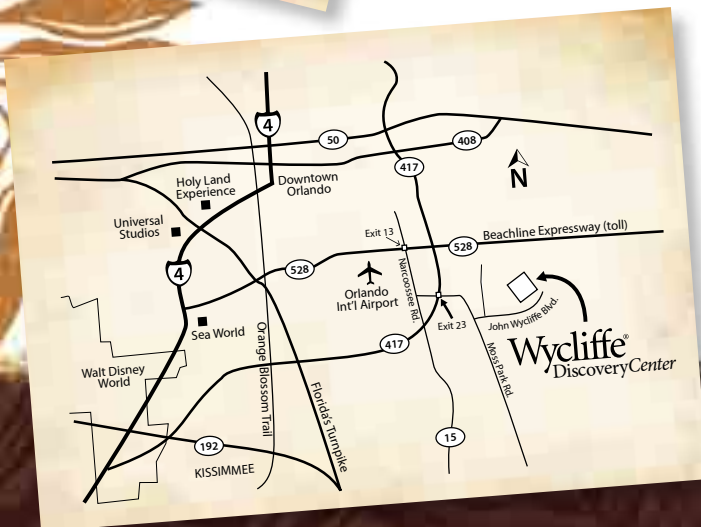 4
50
408
417
N
Holy Land
Experience
Downtown
Orlando
Universal
Studios
Exit 13
Beachline Expressway (toll)
528
4
528
Narcoossee Rd.
Orlando
Int'l Airport
Sea World
Exit 23
John Wycliffe Blvd.
Wycliffe®
DiscoveryCenter
417
Moss Park Rd.
Orange Blossom Trail
Walt Disney
World
Florida's Turnpike
15
192
KISSIMMEE